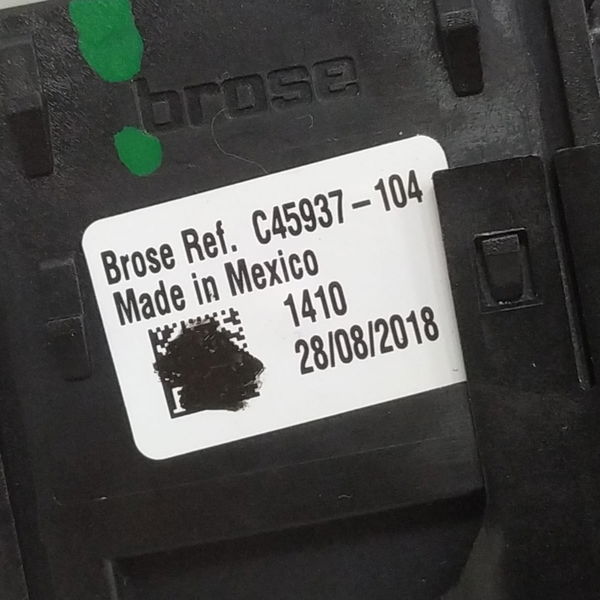 brose
Brose Ref. C45937-104
Made in Mexico
1410
28/08/2018